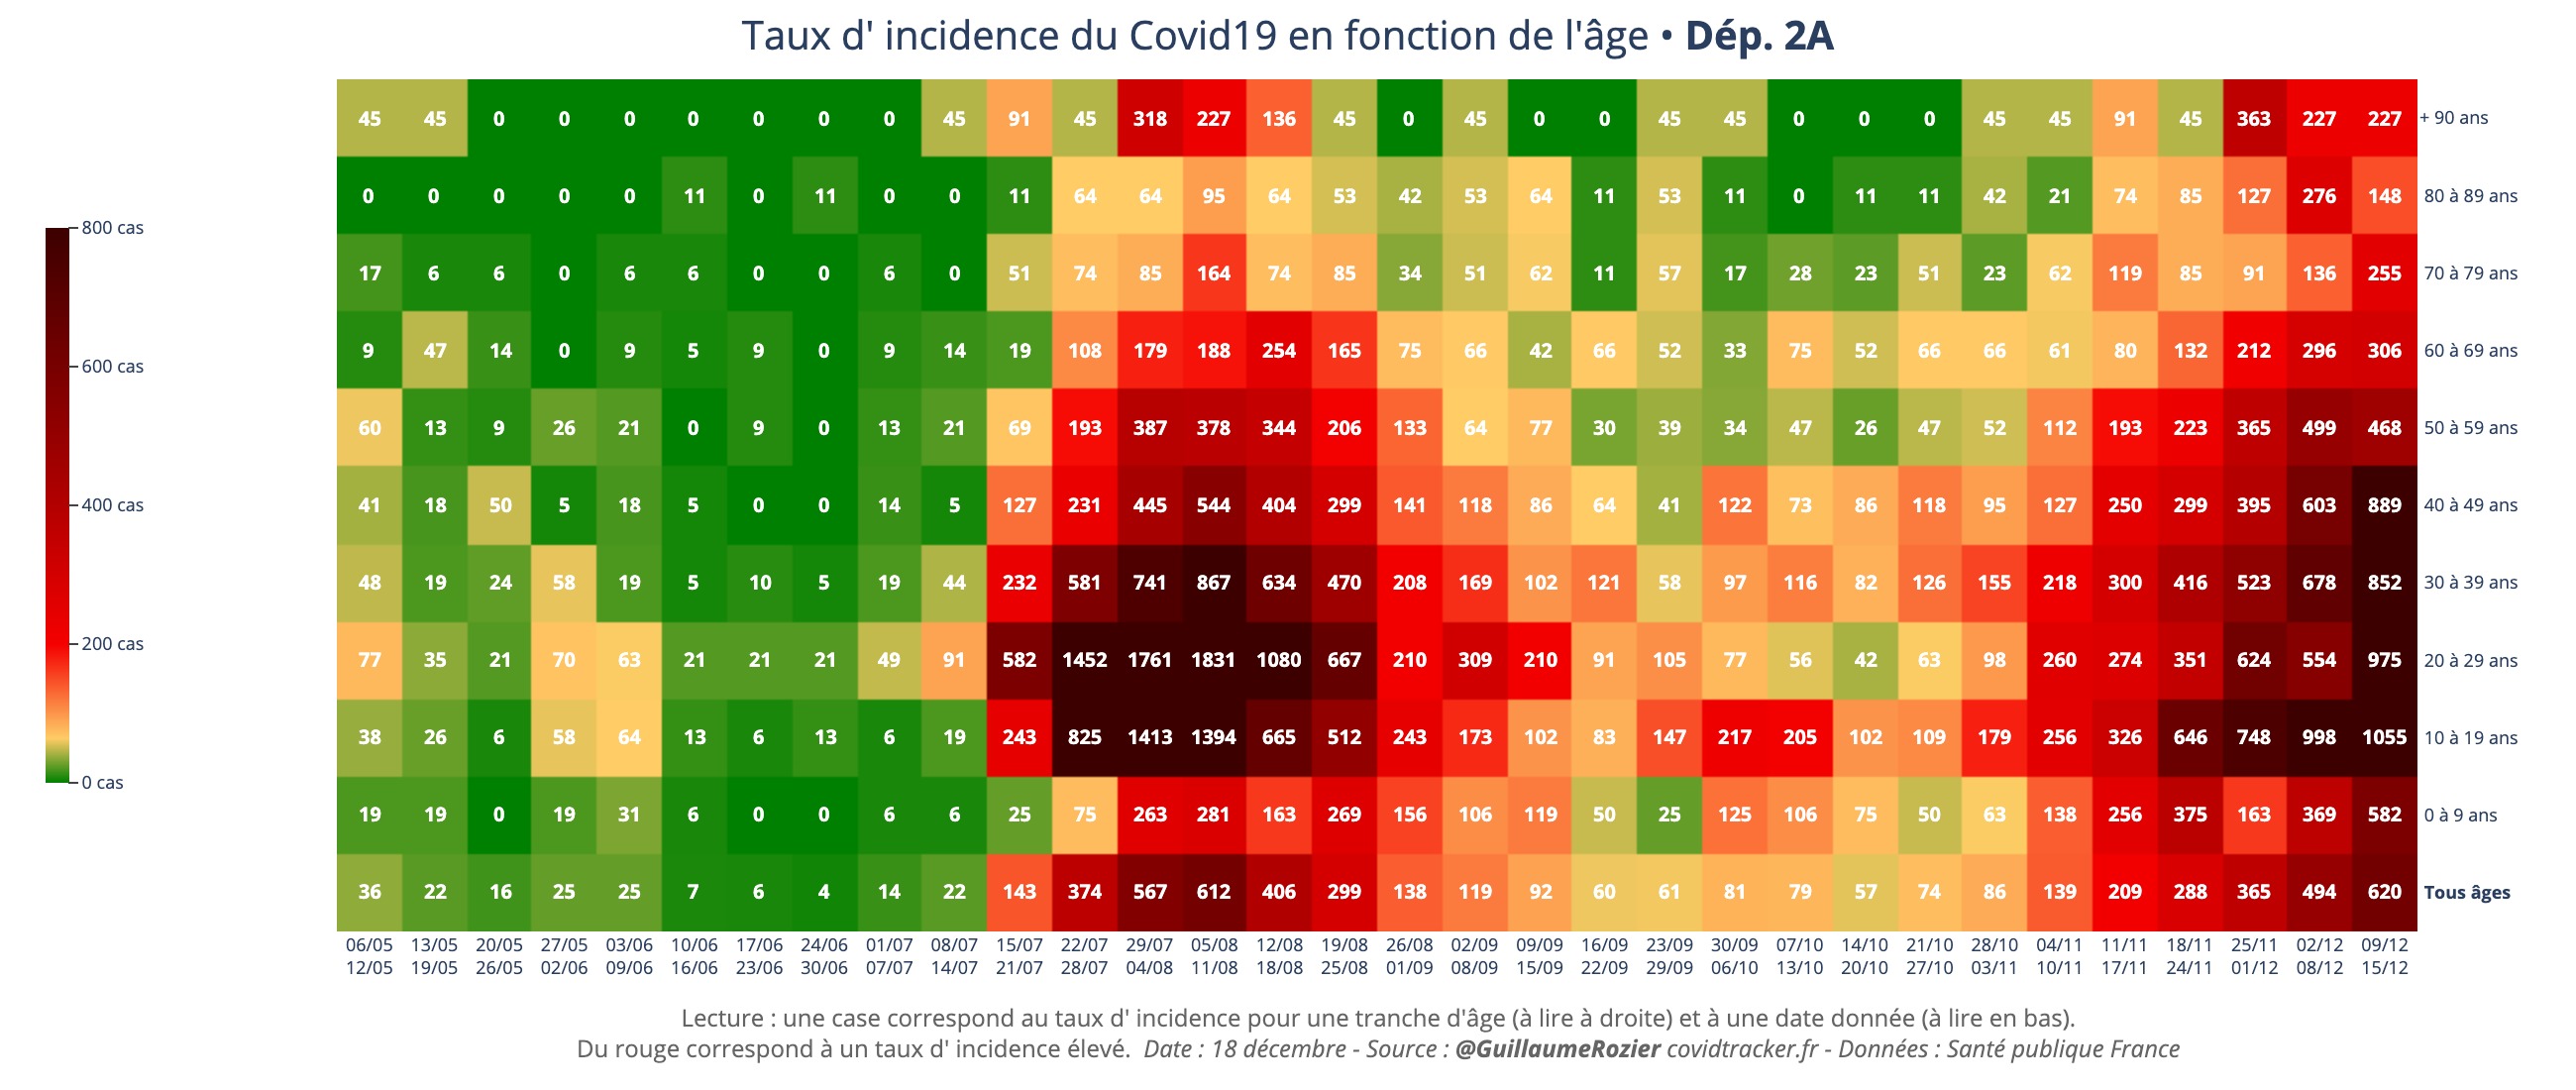 Taux d' incidence du Covid19 en fonction de l'âge • Dép. 2A
800 cas
600 cas
400 cas
200 cas
0 cas
45 45 0 0 0 0 0 0 0 45 91 45 318 227 136 45 0 45 0 0 45 45 0 0 0 45 45 91 45 363 227 227 + 90 ans
0 0 0 0 0 11 0 11 0 0 11 64 64 95 64 53 42 53 64 11 53 11 0 11 11 42 21 74 85 127 276 148 80 à 89 ans
17 6 6 0 6 6 0 0 6 0 51 74 85 164 74 85 34 51 62 11 57 17 28 23 51 23 62 119 85 91 136 255 70 à 79 ans
9 47 14 0 9 5 9 0 9 14 19 108 179 188 254 165 75 66 42 66 52 33 75 52 66 66 61 80 132 212 296 306 60 à 69 ans
60 13 9 26 21 0 9 0 13 21 69 193 387 378 344 206 133 64 77 30 39 34 47 26 47 52 112 193 223 365 499 468 50 à 59 ans
41 18 50 5 18 5 0 0 14 5 127 231 445 544 404 299 141 118 86 64 41 122 73 86 118 95 127 250 299 395 603 889 40 à 49 ans
48 19 24 58 19 5 10 5 19 44 232 581 741 867 634 470 208 169 102 121 58 97 116 82 126 155 218 300 416 523 678 852 30 à 39 ans
77 35 21 70 63 21 21 21 49 91 582 1452 1761 1831 1080 667 210 309 210 91 105 77 56 42 63 98 260 274 351 624 554 975 20 à 29 ans
38 26 6 58 64 13 6 13 6 19 243 825 1413 1394 665 512 243 173 102 83 147 217 205 102 109 179 256 326 646 748 998 1055 10 à 19 ans
19 19 0 19 31 6 0 0 6 6 25 75 263 281 163 269 156 106 119 50 25 125 106 75 50 63 138 256 375 163 369 582 0 à 9 ans
36 22 16 25 25 7 6 4 14 22 143 374 567 612 406 299 138 119 92 60 61 81 79 57 74 86 139 209 288 365 494 620 Tous âges
06/05 13/05 20/05 27/05 03/06 10/06 17/06 24/06 01/07 08/07 15/07 22/07 29/07 05/08 12/08 19/08 26/08 02/09 09/09 16/09 23/09 30/09 07/10 14/10 21/10 28/10 04/11 11/11 18/11 25/11 02/12 09/12
12/05 19/05 26/05 02/06 09/06 16/06 23/06 30/06 07/07 14/07 21/07 28/07 04/08 11/08 18/08 25/08 01/09 08/09 15/09 22/09 29/09 06/10 13/10 20/10 27/10 03/11 10/11 17/11 24/11 01/12 08/12 15/12
Lecture : une case correspond au taux d' incidence pour une tranche d'âge (à lire à droite) et à une date donnée (à lire en bas).
Du rouge correspond à un taux d' incidence élevé. Date : 18 décembre - Source : @GuillaumeRozier covidtracker.fr - Données : Santé publique France